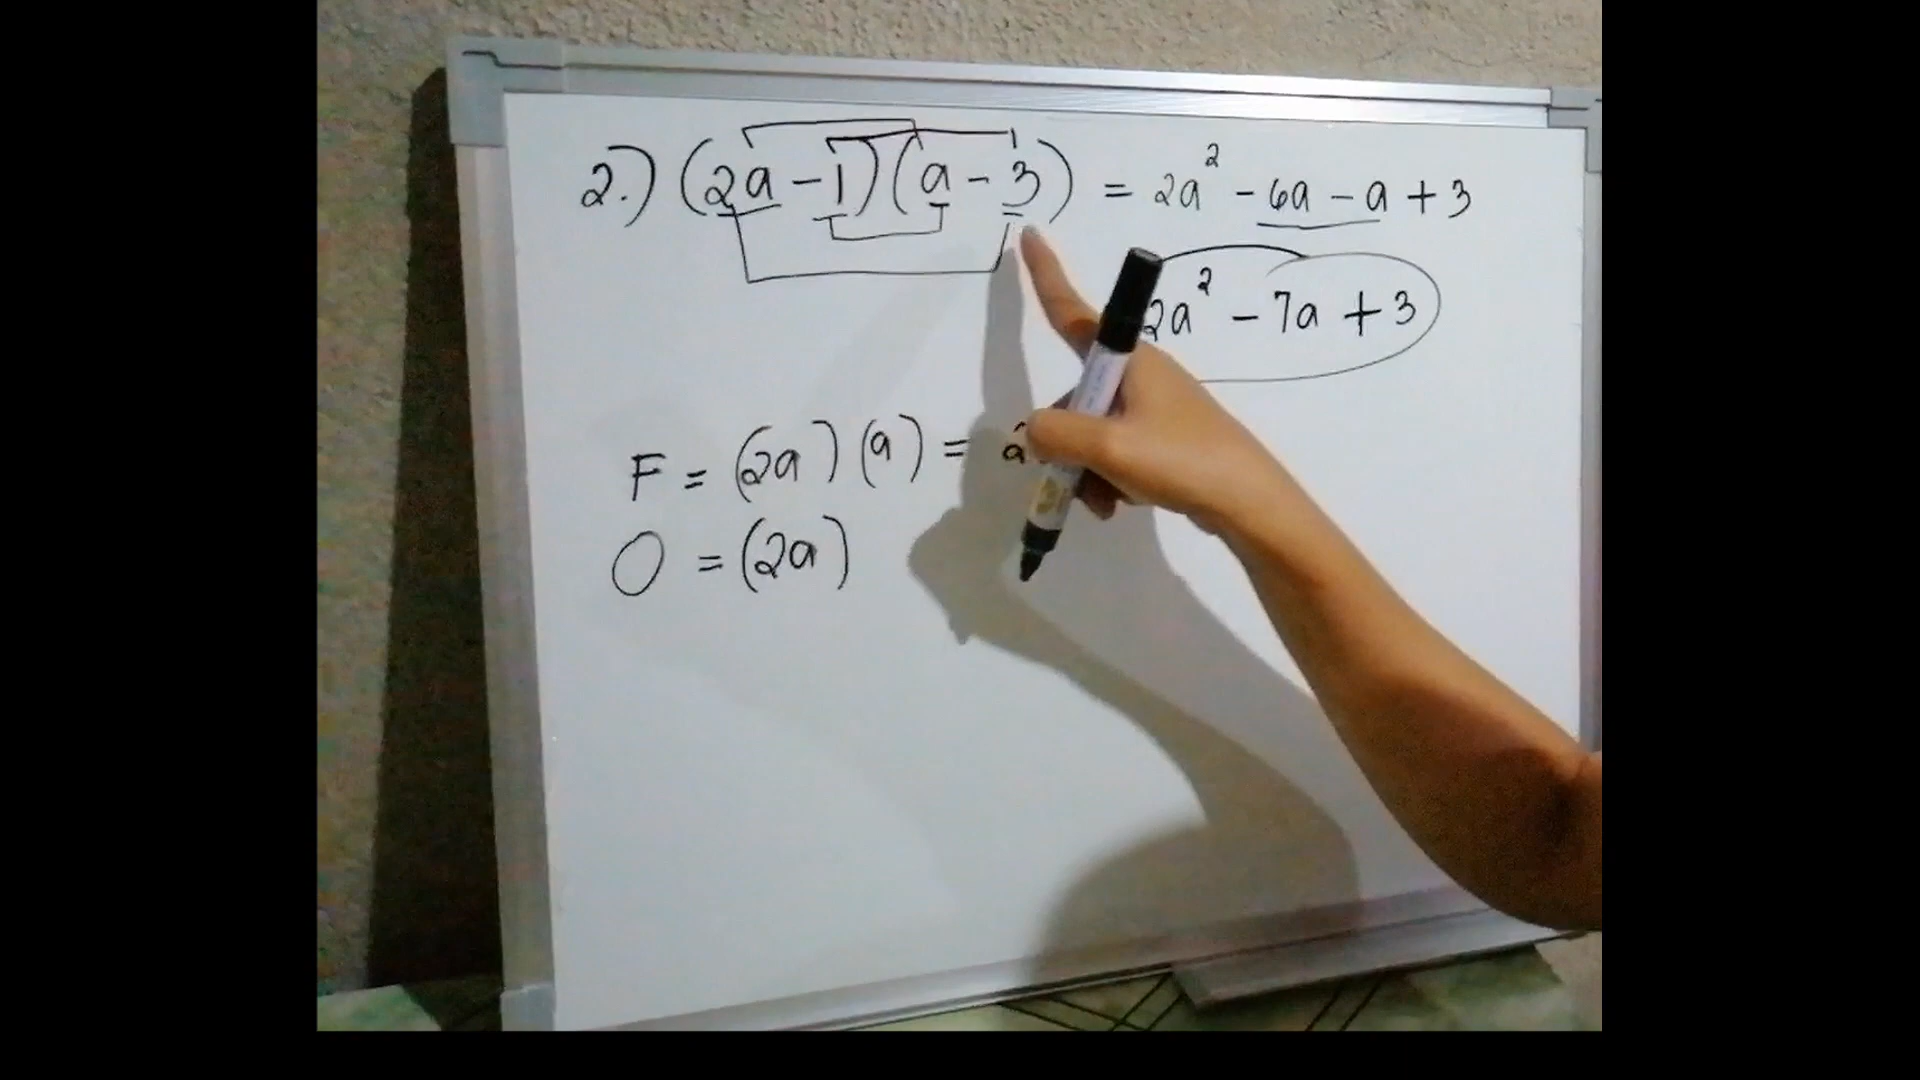 2.) (2a - 1)(a - 3) = 2a² - 6a - a + 3
2a² - 7a + 3
F = (2a)(a) =
O = (2a)